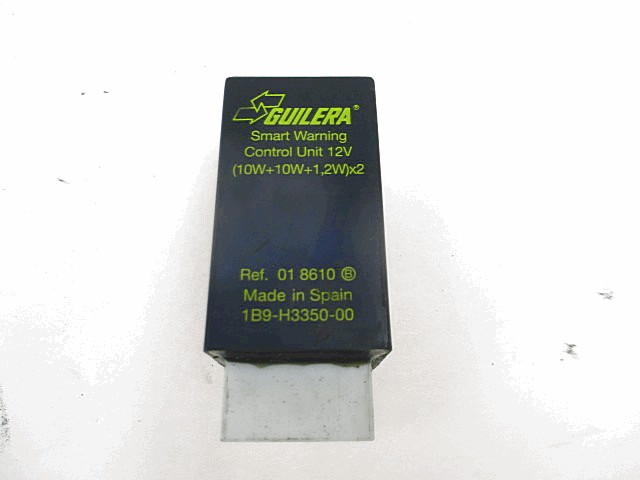 GUILERA®
Smart Warning
Control Unit 12V
(10W+10W+1,2W)x2
Ref. 01 8610 Ⓑ
Made in Spain
1B9-H3350-00